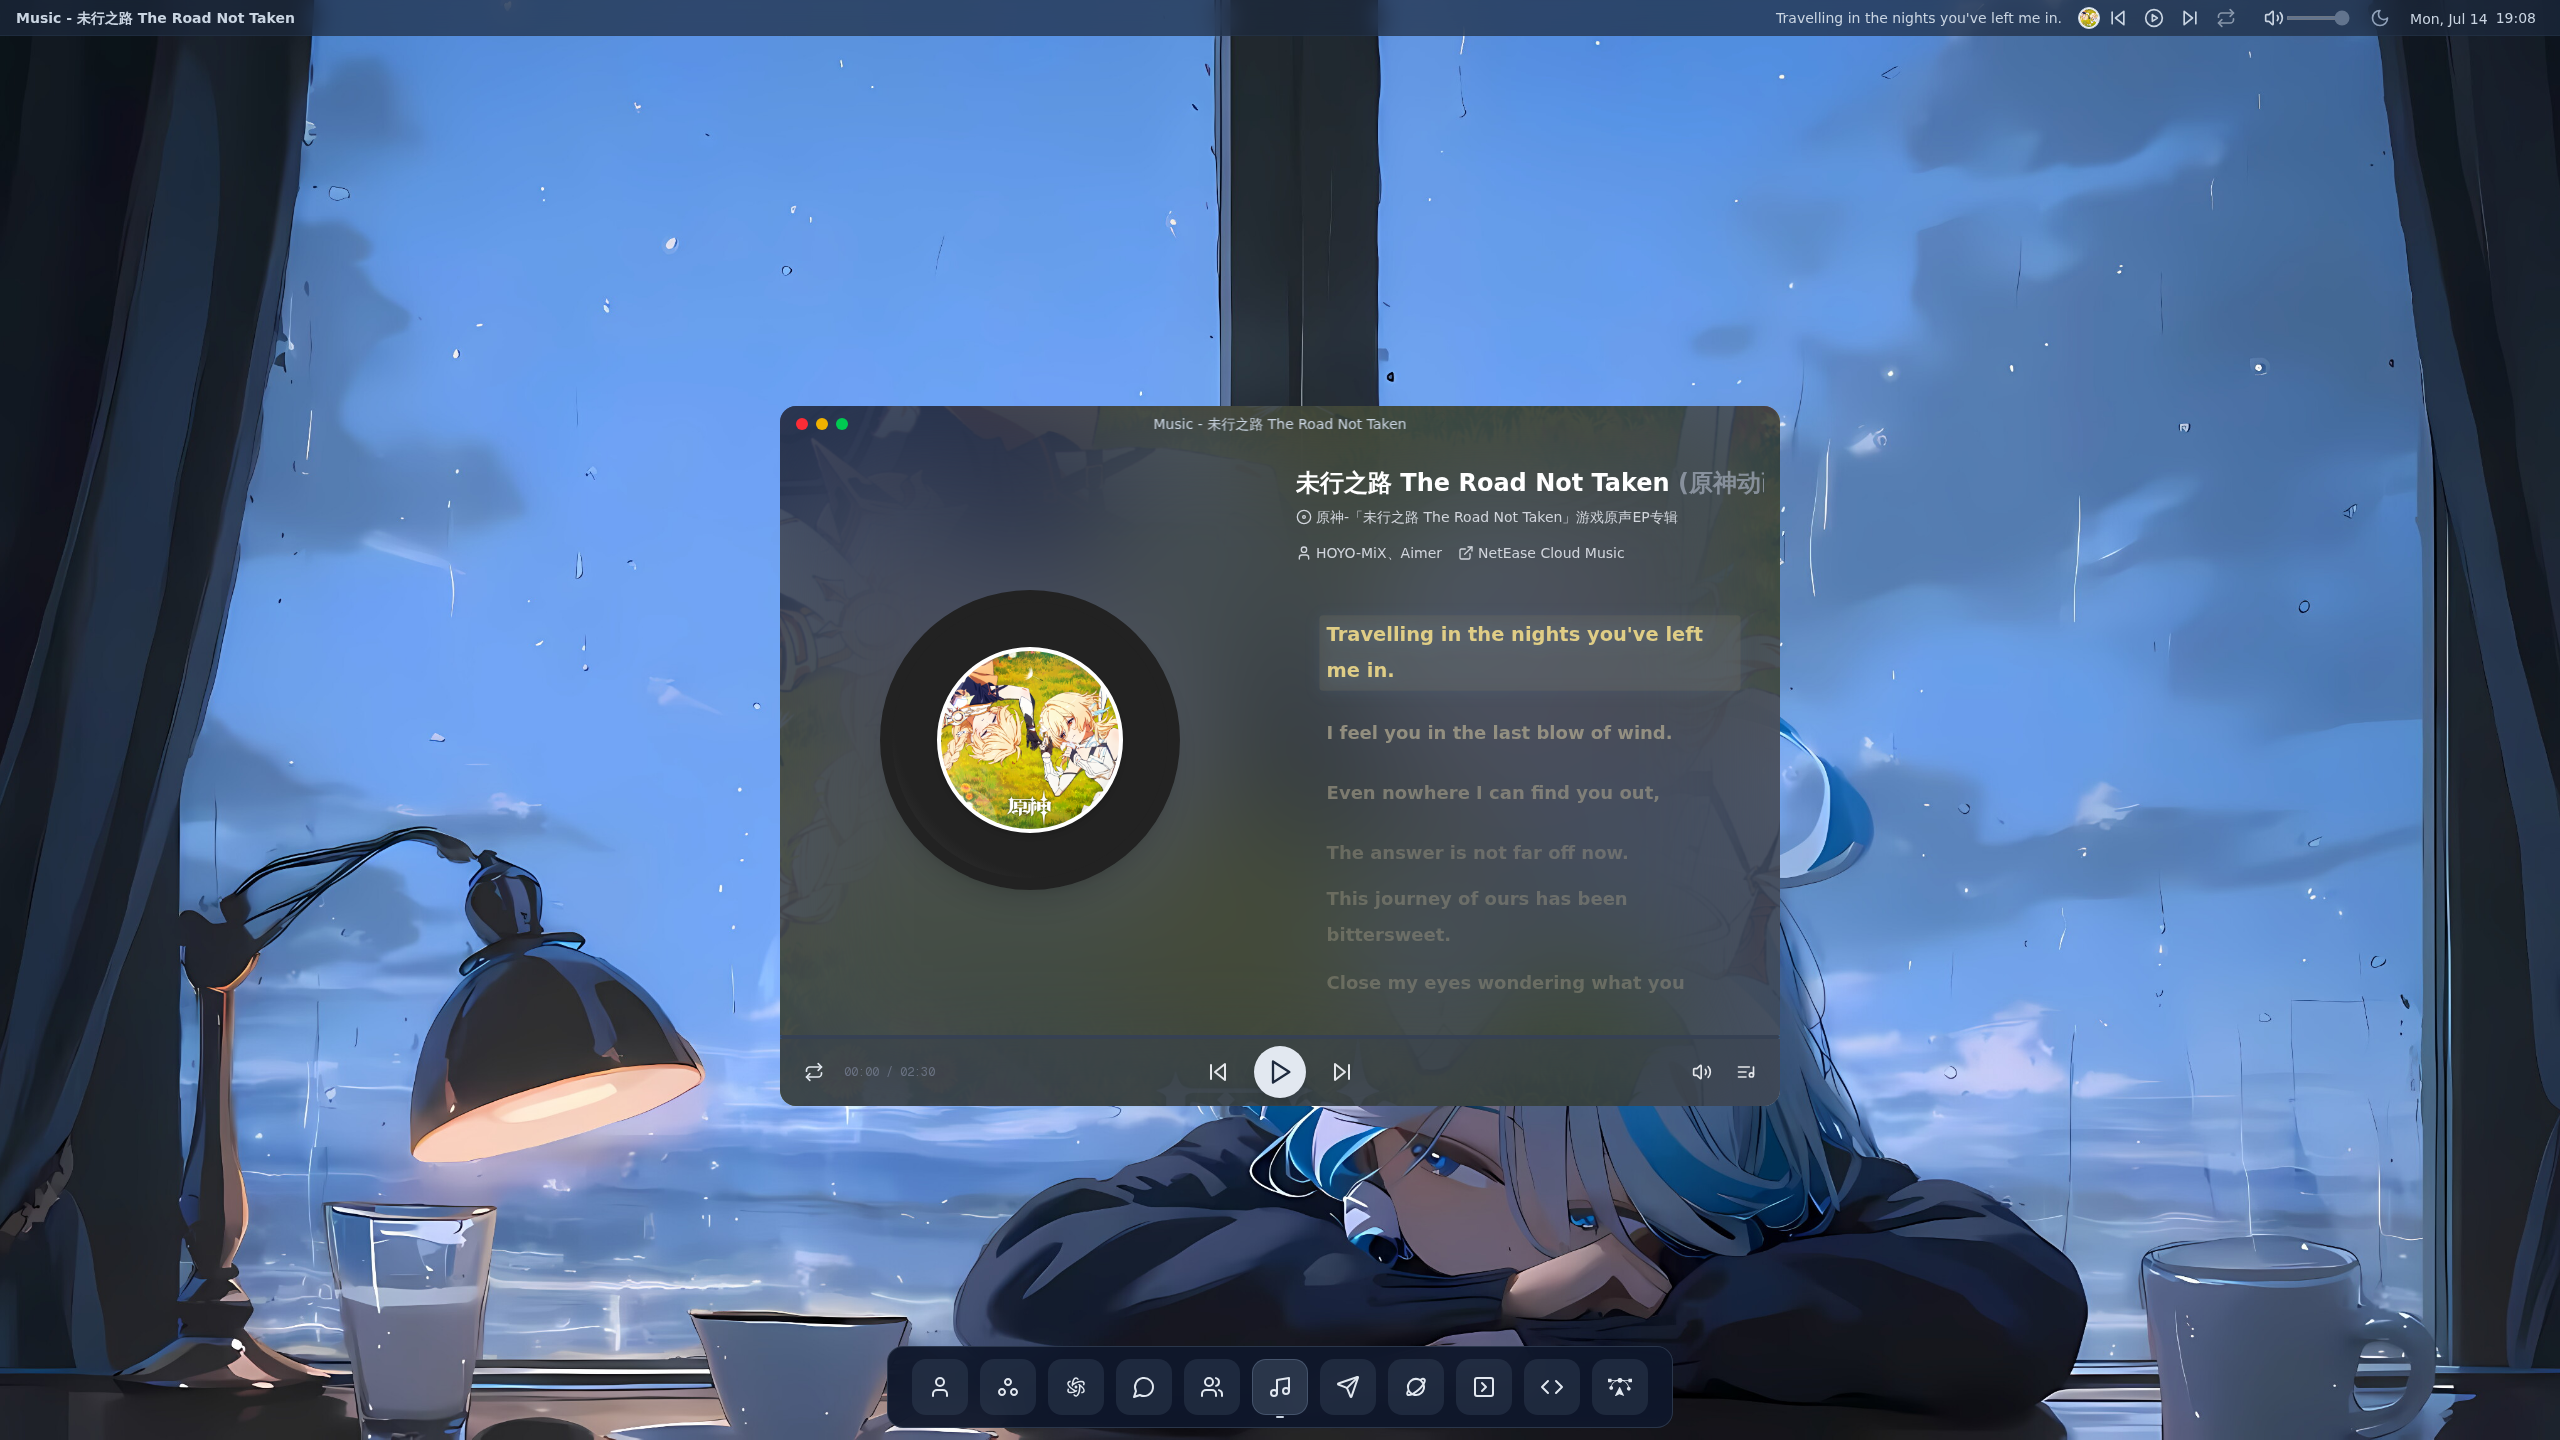 Music - 未行之路 The Road Not Taken
Travelling in the nights you've left me in.
Mon, Jul 14 19:08
Music - 未行之路 The Road Not Taken
未行之路 The Road Not Taken (原神动
原神-「未行之路 The Road Not Taken」游戏原声EP专辑
HOYO-MiX、Aimer NetEase Cloud Music
Travelling in the nights you've left
me in.
I feel you in the last blow of wind.
Even nowhere I can find you out,
The answer is not far off now.
This journey of ours has been
bittersweet.
Close my eyes wondering what you
原神
00:00 / 02:30